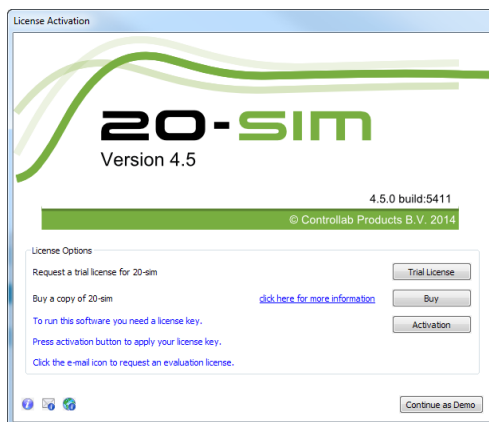 License Activation
20-sim
Version 4.5
4.5.0 build:5411
© Controllab Products B.V. 2014
License Options
Request a trial license for 20-sim
Trial License
Buy a copy of 20-sim
click here for more information
Buy
To run this software you need a license key.
Activation
Press activation button to apply your license key.
Click the e-mail icon to request an evaluation license.
Continue as Demo